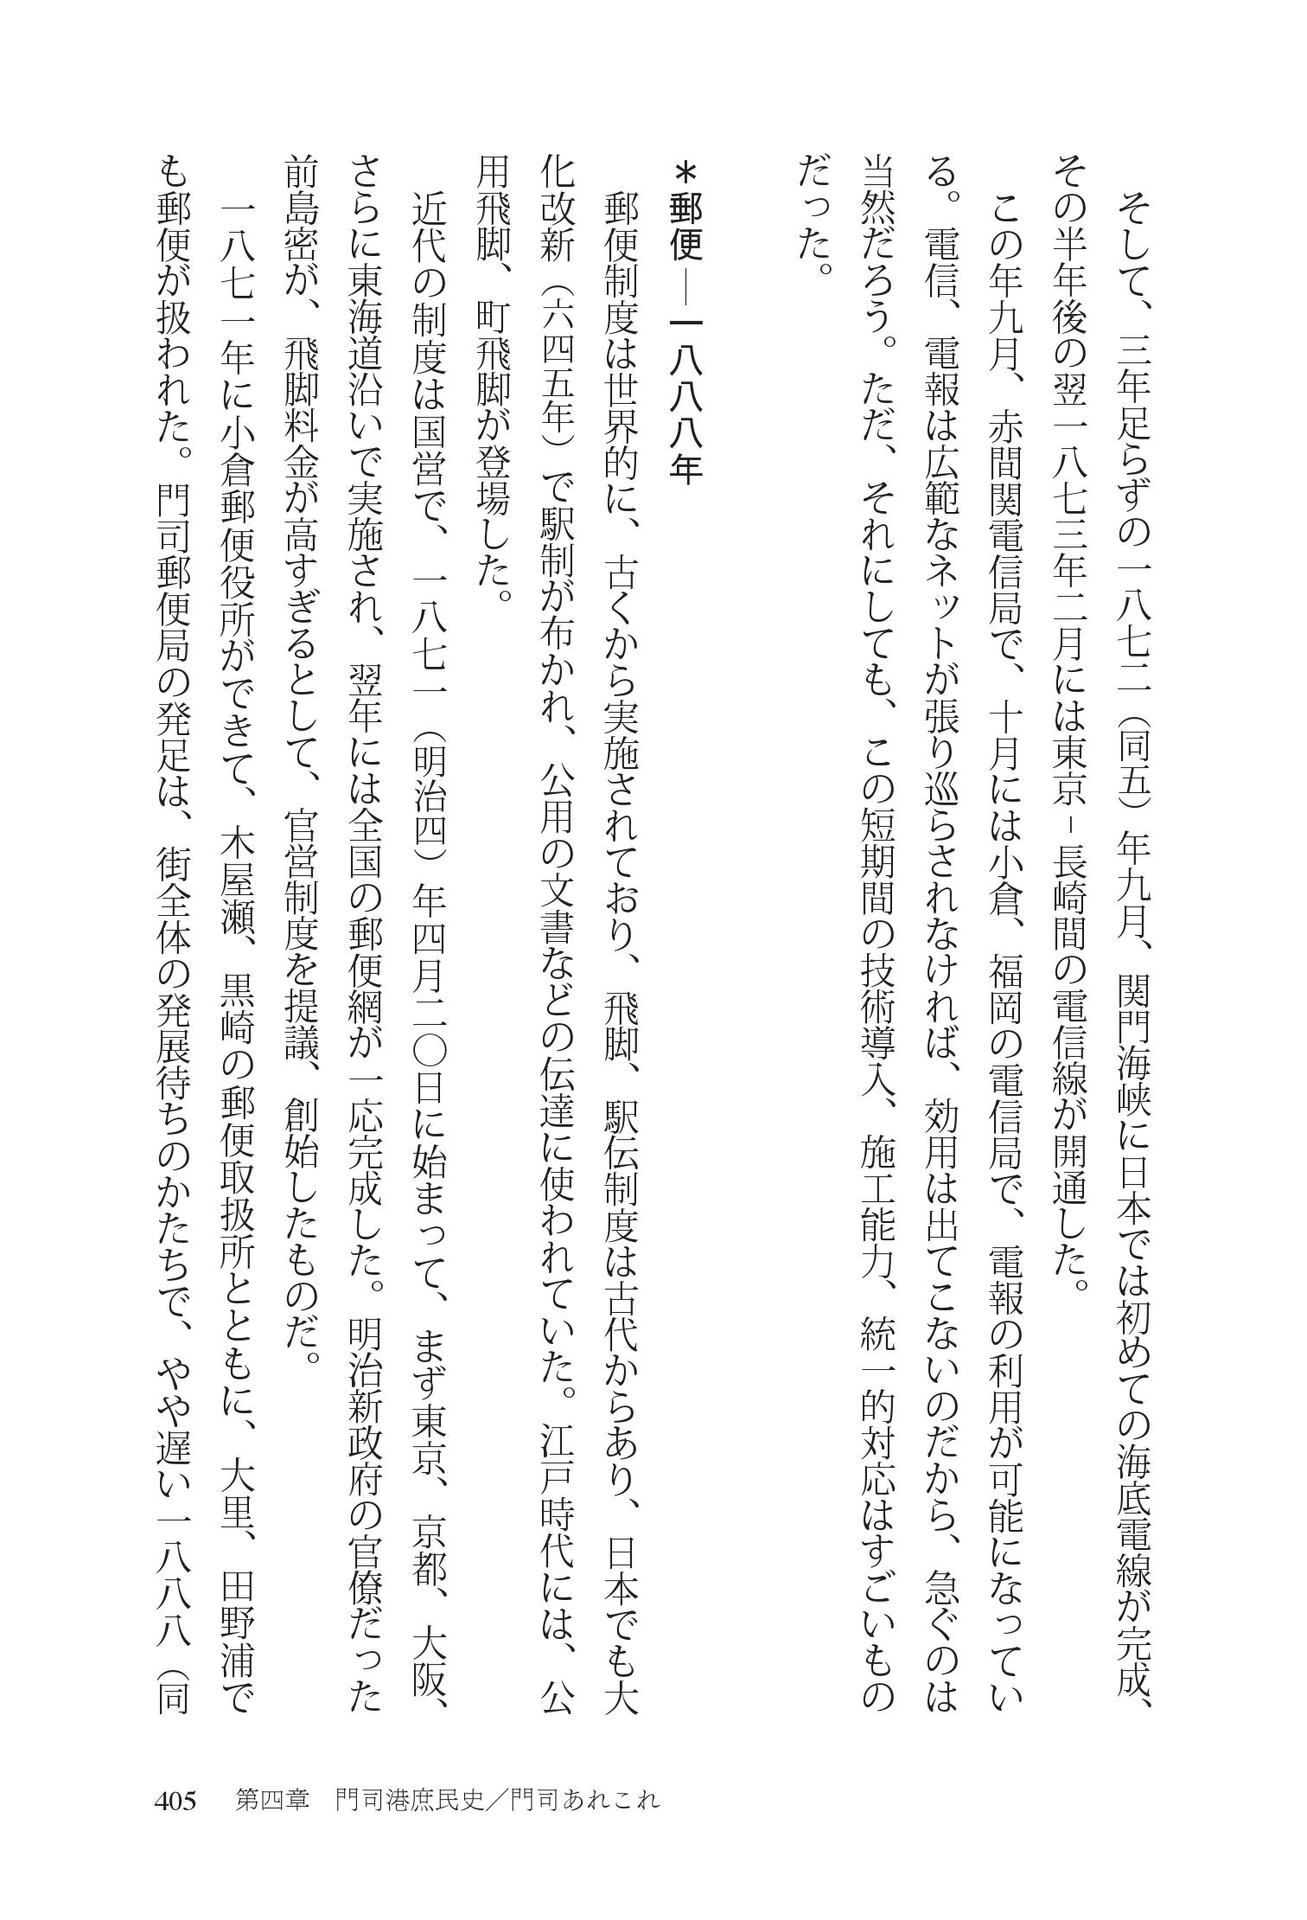 そして、三年足らずの一八七二（同五）年九月、関門海峡に日本では初めての海底電線が完成、
その半年後の翌一八七三年二月には東京－長崎間の電信線が開通した。
　この年九月、赤間関電信局で、十月には小倉、福岡の電信局で、電報の利用が可能になってい
る。電信、電報は広範なネットが張り巡らされなければ、効用は出てこないのだから、急ぐのは
当然だろう。ただ、それにしても、この短期間の技術導入、施工能力、統一的対応はすごいもの
だった。
＊郵便―一八八八年
　郵便制度は世界的に、古くから実施されており、飛脚、駅伝制度は古代からあり、日本でも大
化改新（六四五年）で駅制が布かれ、公用の文書などの伝達に使われていた。江戸時代には、公
用飛脚、町飛脚が登場した。
　近代の制度は国営で、一八七一（明治四）年四月二〇日に始まって、まず東京、京都、大阪、
さらに東海道沿いで実施され、翌年には全国の郵便網が一応完成した。明治新政府の官僚だった
前島密が、飛脚料金が高すぎるとして、官営制度を提議、創始したものだ。
　一八七一年に小倉郵便役所ができて、木屋瀬、黒崎の郵便取扱所とともに、大里、田野浦で
も郵便が扱われた。門司郵便局の発足は、街全体の発展待ちのかたちで、やや遅い一八八八（同
405　第四章　門司港庶民史／門司あれこれ